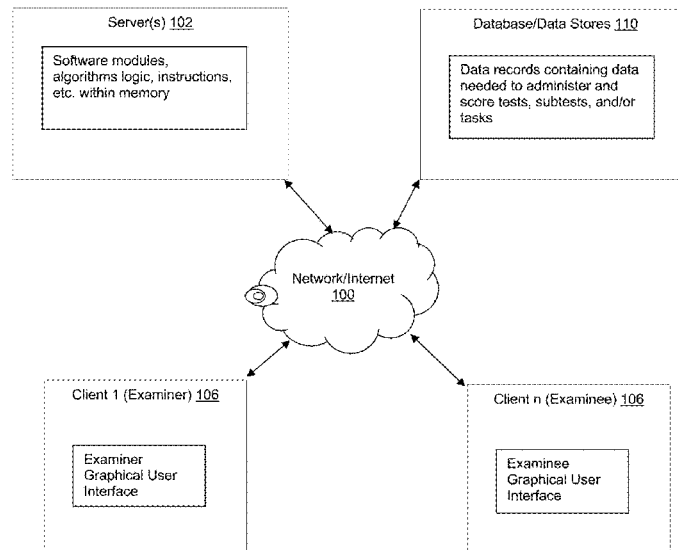 Server(s) 102
Software modules,
algorithms logic, instructions,
etc. within memory
Database/Data Stores 110
Data records containing data
needed to administer and
score tests, subtests, and/or
tasks
Network/Internet
100
Client 1 (Examiner) 106
Examiner
Graphical User
Interface
Client n (Examinee) 106
Examinee
Graphical User
Interface